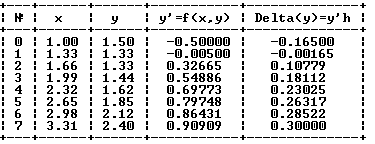 № x y y'=f(x,y) Delta(y)=y'h
0 1.00 1.50 -0.50000 -0.16500
1 1.33 1.33 -0.00500 -0.00165
2 1.66 1.33 0.32665 0.10779
3 1.99 1.44 0.54886 0.18112
4 2.32 1.62 0.69773 0.23025
5 2.65 1.85 0.79748 0.26317
6 2.98 2.12 0.86431 0.28522
7 3.31 2.40 0.90909 0.30000